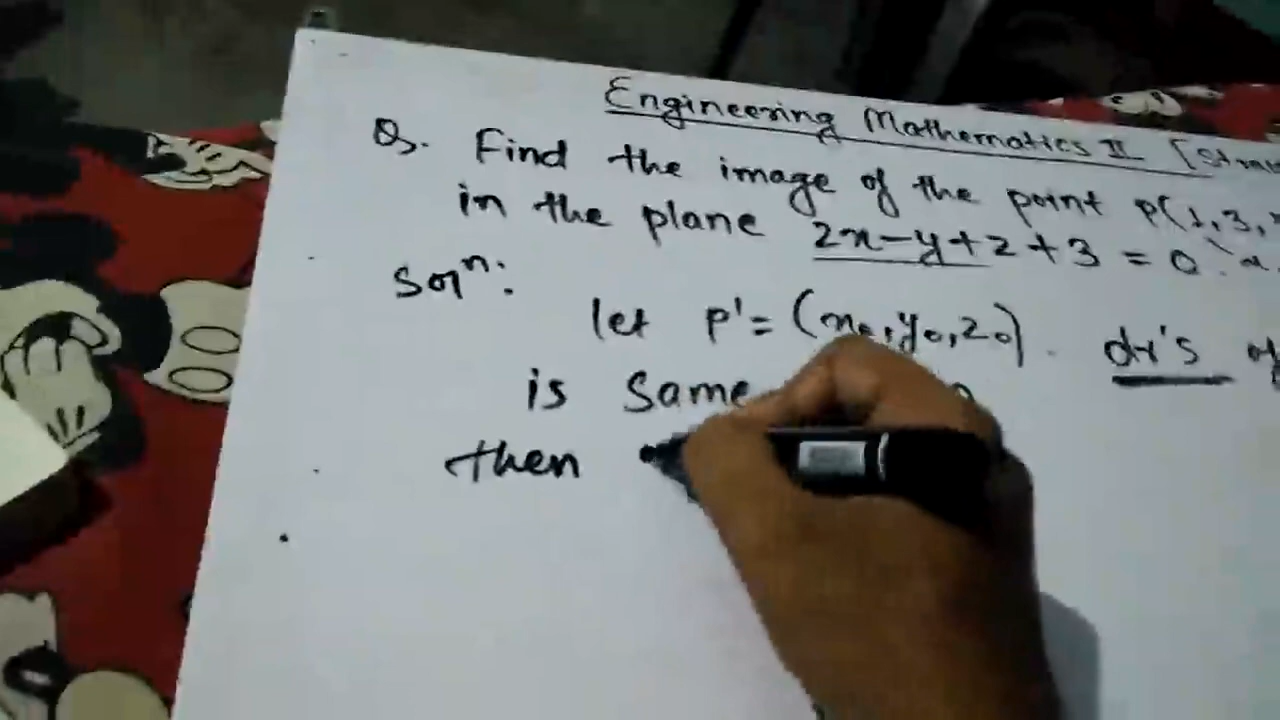 Engineering Mathematics II
Qs. Find the image of the point P(1,3,
in the plane 2x-y+z+3=0.
Solⁿ:
let p'=(x₀,y₀,z₀). dr's of
is same
then